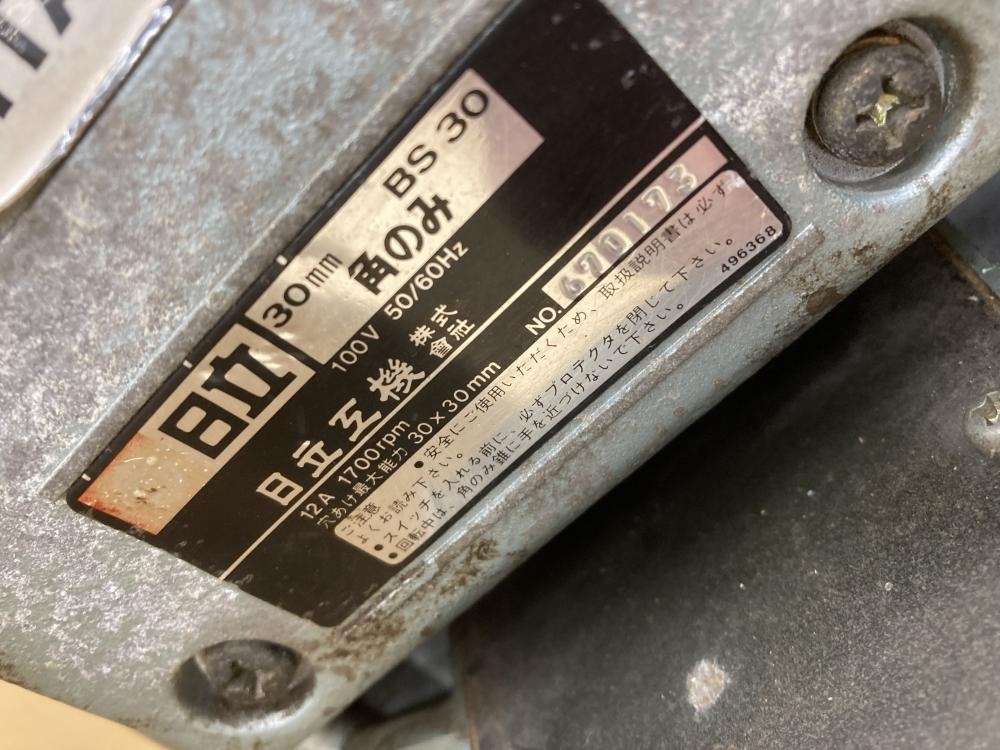 日立
30mm
角のみ BS 30
100V 50/60Hz
日立工機 株式會社
12A 1700rpm
穴あけ最大能力 30×30mm
NO. 670173
ご注意
●安全にご使用いただくため、取扱説明書は必ず
よくお読み下さい。
●スイッチを入れる前に、必ずプロテクタを閉じて下さい。
●回転中は、角のみ錐に手を近づけないで下さい。
496368